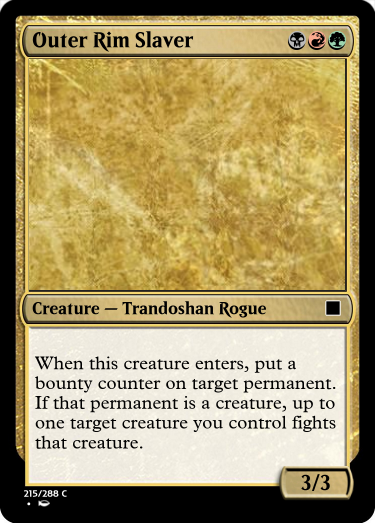 Outer Rim Slaver
Creature — Trandoshan Rogue
When this creature enters, put a
bounty counter on target permanent.
If that permanent is a creature, up to
one target creature you control fights
that creature.
3/3
215/288 C